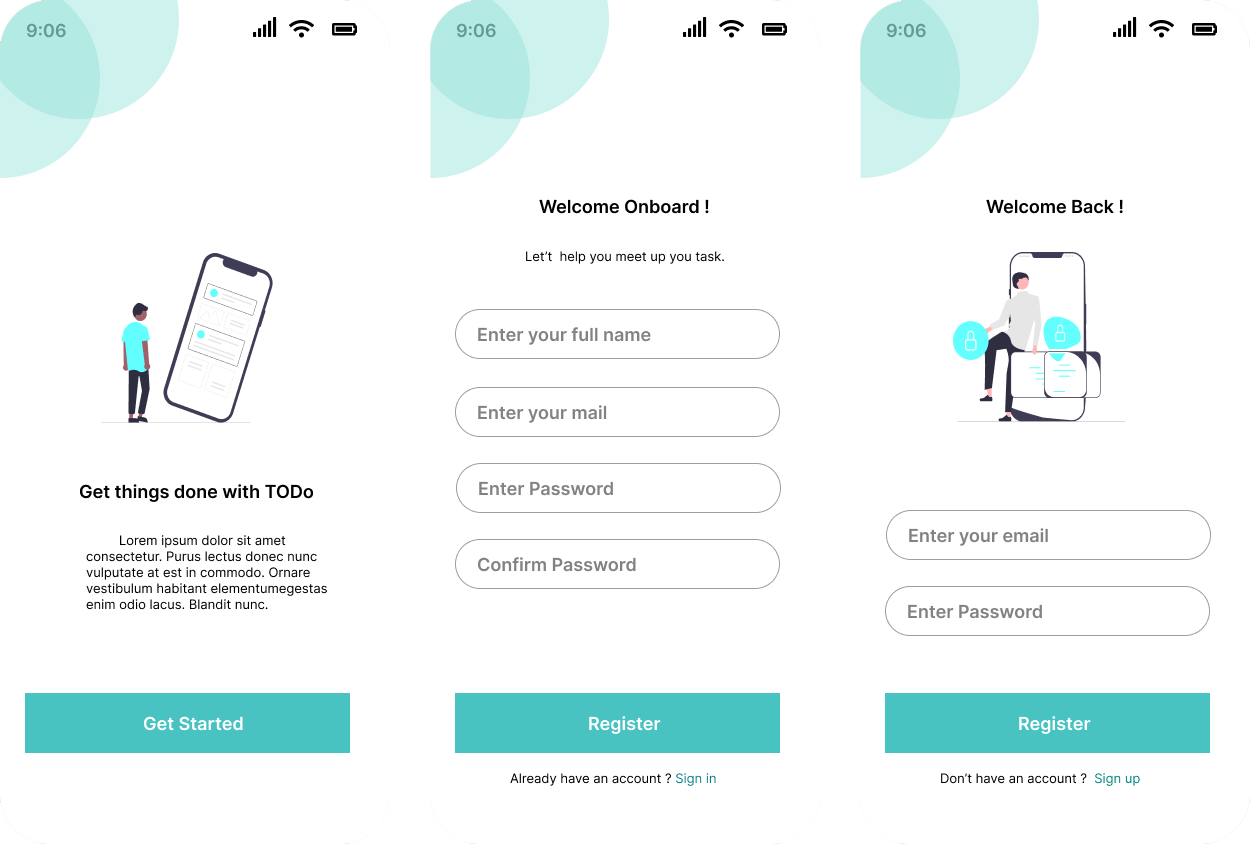 9:06
Get things done with TODo
Lorem ipsum dolor sit amet
consectetur. Purus lectus donec nunc
vulputate at est in commodo. Ornare
vestibulum habitant elementumegestas
enim odio lacus. Blandit nunc.
Get Started
9:06
Welcome Onboard !
Let’t  help you meet up you task.
Enter your full name
Enter your mail
Enter Password
Confirm Password
Register
Already have an account ? Sign in
9:06
Welcome Back !
Enter your email
Enter Password
Register
Don’t have an account ?  Sign up